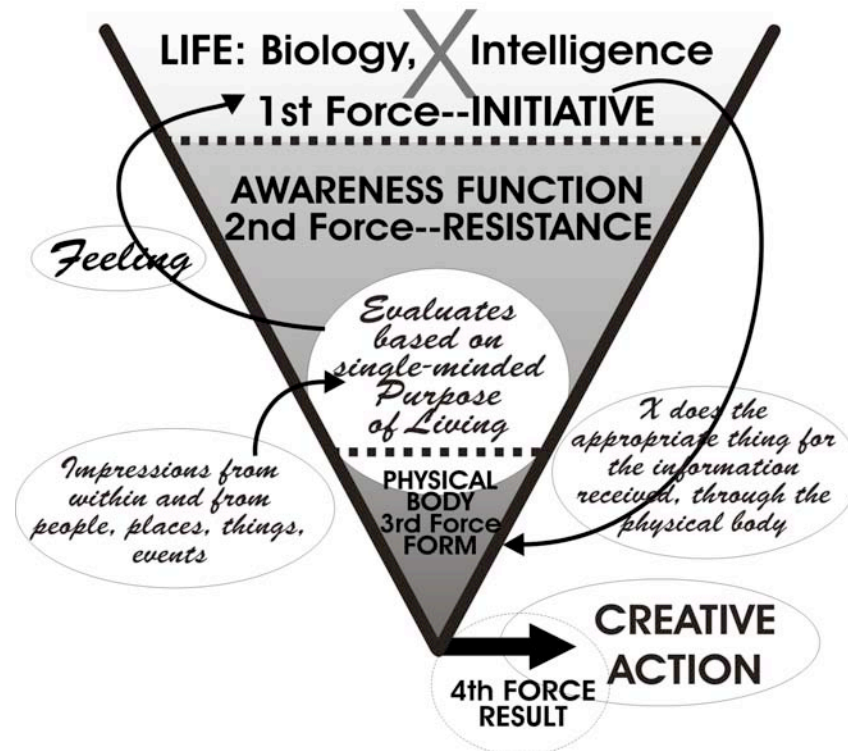 LIFE: Biology, X Intelligence
1st Force--INITIATIVE
AWARENESS FUNCTION
2nd Force--RESISTANCE
Feeling
Evaluates
based on
single-minded
Purpose
of Living
Impressions from
within and from
people, places, things,
events
X does the
appropriate thing for
the information
received, through the
physical body
PHYSICAL
BODY
3rd Force
FORM
CREATIVE
ACTION
4th FORCE
RESULT